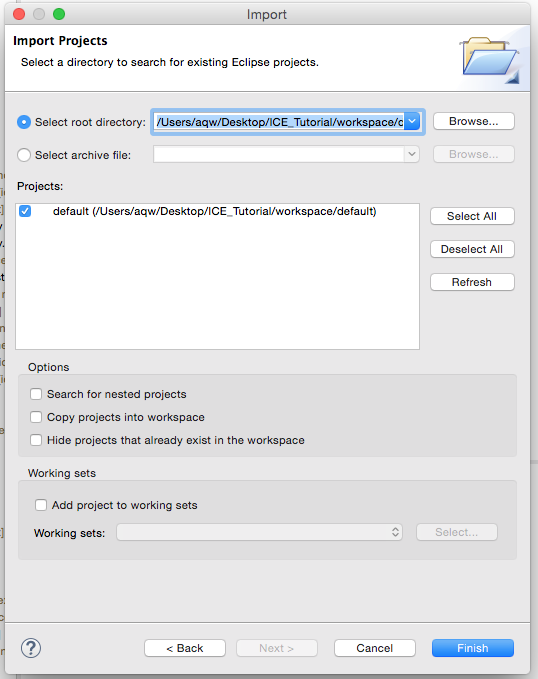 Import
Import Projects
Select a directory to search for existing Eclipse projects.
Select root directory: /Users/aqw/Desktop/ICE_Tutorial/workspace/d Browse...
Select archive file: Browse...
Projects:
default (/Users/aqw/Desktop/ICE_Tutorial/workspace/default)
Select All
Deselect All
Refresh
Options
Search for nested projects
Copy projects into workspace
Hide projects that already exist in the workspace
Working sets
Add project to working sets
Working sets: Select...
? < Back Next > Cancel Finish